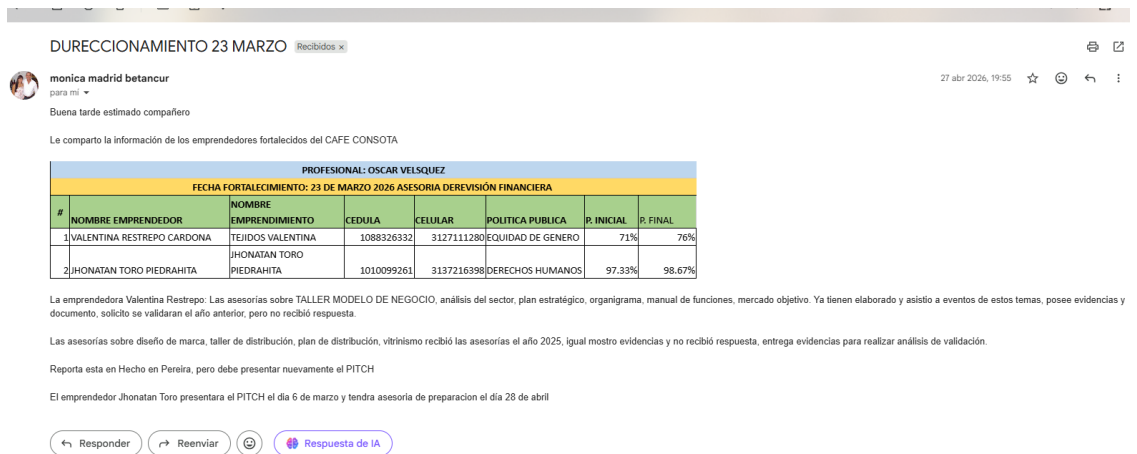 DURECCIONAMIENTO 23 MARZO Recibidos ×
monica madrid betancur 27 abr 2026, 19:55
para mí
Buena tarde estimado compañero
Le comparto la información de los emprendedores fortalecidos del CAFE CONSOTA
PROFESIONAL: OSCAR VELSQUEZ
FECHA FORTALECIMIENTO: 23 DE MARZO 2026 ASESORIA DEREVISIÓN FINANCIERA
# NOMBRE EMPRENDEDOR NOMBRE EMPRENDIMIENTO CEDULA CELULAR POLITICA PUBLICA P. INICIAL P. FINAL
1 VALENTINA RESTREPO CARDONA TEJIDOS VALENTINA 1088326332 3127111280 EQUIDAD DE GENERO 71% 76%
2 JHONATAN TORO PIEDRAHITA JHONATAN TORO PIEDRAHITA 1010099261 3137216398 DERECHOS HUMANOS 97.33% 98.67%
La emprendedora Valentina Restrepo: Las asesorías sobre TALLER MODELO DE NEGOCIO, análisis del sector, plan estratégico, organigrama, manual de funciones, mercado objetivo. Ya tienen elaborado y asistio a eventos de estos temas, posee evidencias y
documento, solicito se validaran el año anterior, pero no recibió respuesta.
Las asesorías sobre diseño de marca, taller de distribución, plan de distribución, vitrinismo recibió las asesorías el año 2025, igual mostro evidencias y no recibió respuesta, entrega evidencias para realizar análisis de validación.
Reporta esta en Hecho en Pereira, pero debe presentar nuevamente el PITCH
El emprendedor Jhonatan Toro presentara el PITCH el dia 6 de marzo y tendra asesoria de preparacion el día 28 de abril
Responder Reenviar Respuesta de IA